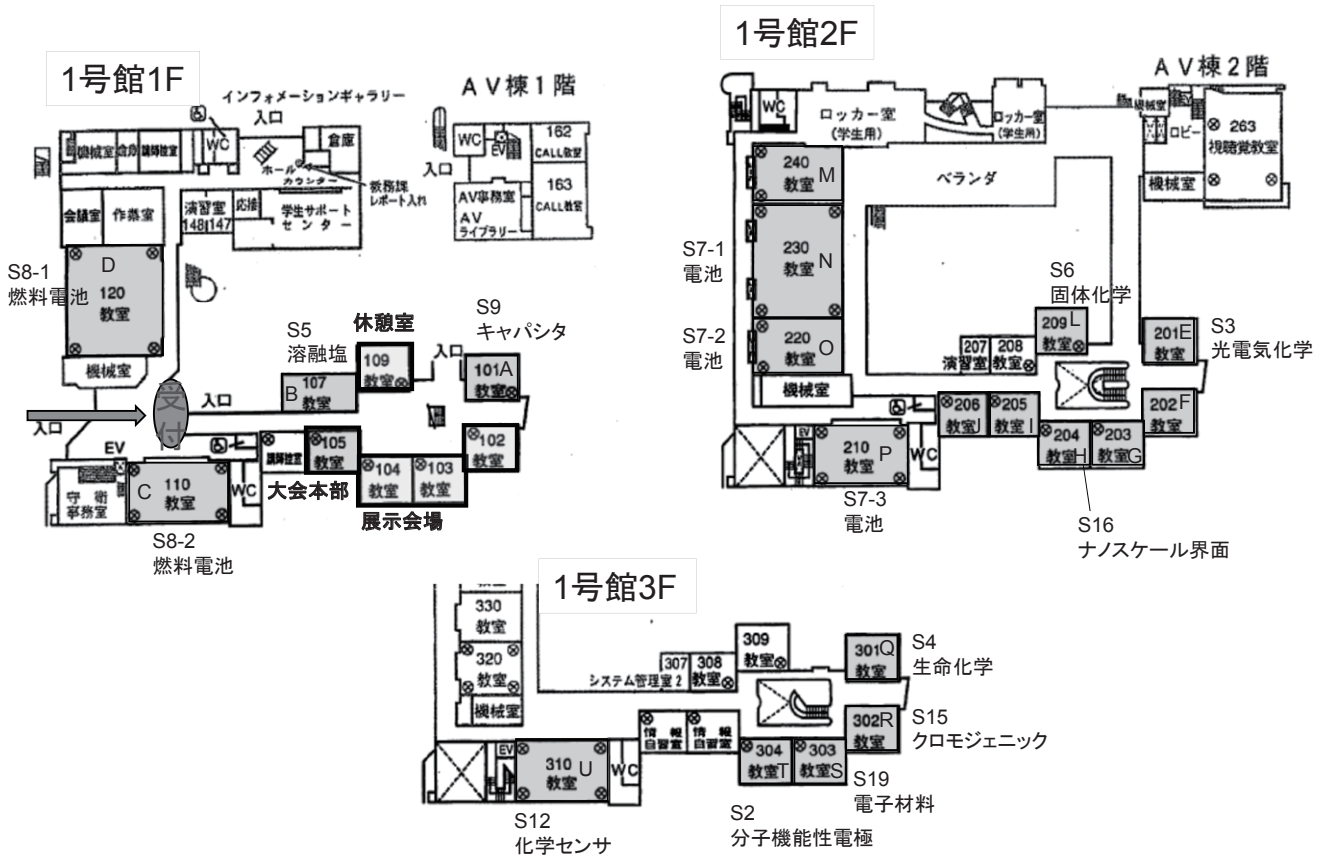 1号館1F
インフォメーションギャラリー
入口
機械室
倉庫
講師控室
WC
倉庫
ホール
カウンター
教務課
レポート入れ
会議室
作業室
演習室
148 147
応接
学生サポート
センター
AV棟1階
WC
EV
入口
162
CALL教室
163
CALL教室
AV事務室
AV
ライブラリー
S8-1
燃料電池
D
120
教室
機械室
S5
溶融塩
休憩室
S9
キャパシタ
109
教室
入口
101A
教室
107
B 教室
入口
受付
入口
EV
102
教室
105
教室
講師控室
104
教室
103
教室
大会本部
展示会場
守衛
事務室
C 110
教室
WC
S8-2
燃料電池
1号館2F
AV棟2階
WC
ロッカー室
(学生用)
ロッカー室
(学生用)
機械室
EV
ロビー
263
視聴覚教室
機械室
240
教室 M
ベランダ
S7-1
電池
230
教室 N
S7-2
電池
220
教室 O
機械室
S6
固体化学
209 L
教室
207
演習室
208
教室
201 E
教室
S3
光電気化学
206
教室 J
205
教室 I
202 F
教室
204
教室 H
203
教室 G
EV
210
教室 P
WC
S7-3
電池
S16
ナノスケール界面
1号館3F
330
教室
320
教室
機械室
307
システム管理室2
308
教室
309
教室
301 Q
教室
S4
生命化学
302 R
教室
S15
クロモジェニック
情報
自習室
情報
自習室
304
教室 T
303
教室 S
EV
310
教室 U
WC
S19
電子材料
S12
化学センサ
S2
分子機能性電極